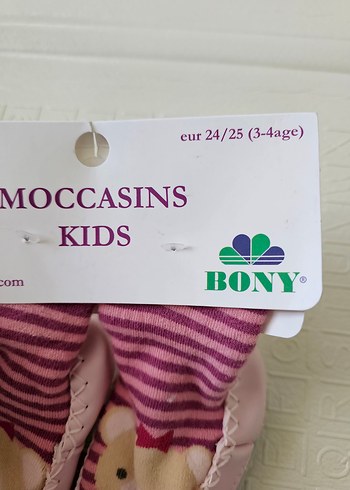 eur 24/25 (3-4age)
MOCCASINS
KIDS
.com
BONY®